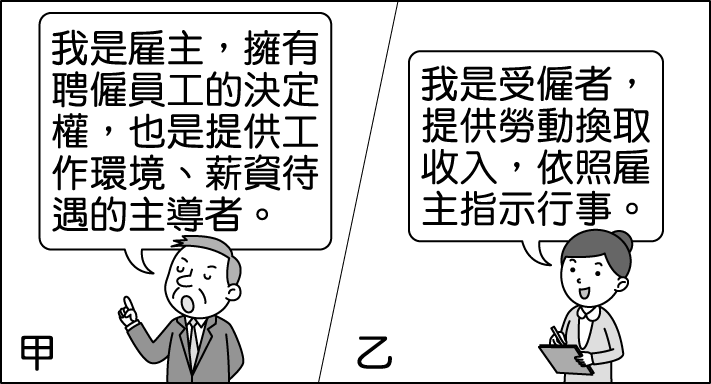 我是雇主，擁有
聘僱員工的決定
權，也是提供工
作環境、薪資待
遇的主導者。
甲
我是受僱者，
提供勞動換取
收入，依照雇
主指示行事。
乙